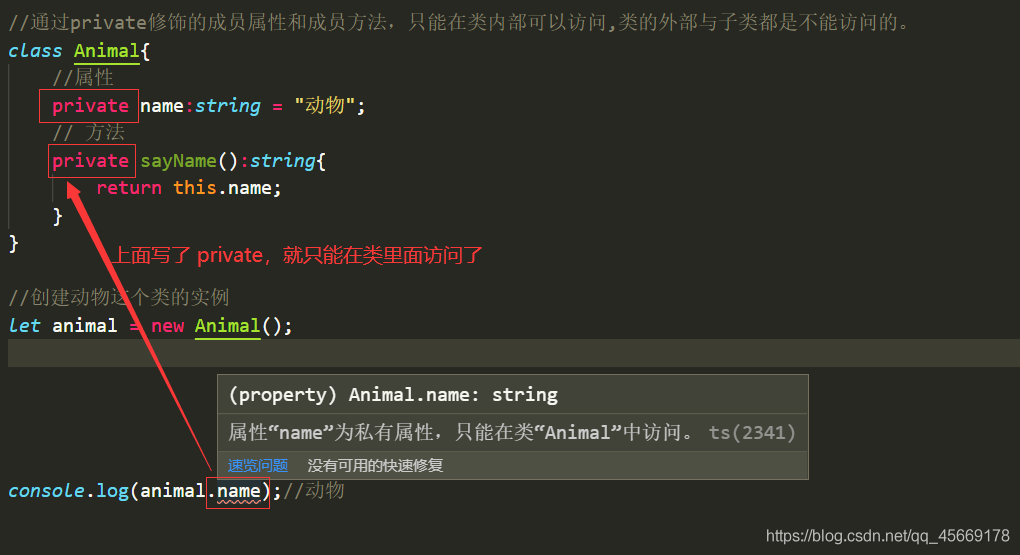 //通过private修饰的成员属性和成员方法，只能在类内部可以访问,类的外部与子类都是不能访问的。
class Animal{
//属性
private name:string = "动物";
// 方法
private sayName():string{
return this.name;
}
}
上面写了 private，就只能在类里面访问了
//创建动物这个类的实例
let animal = new Animal();
(property) Animal.name: string
属性“name”为私有属性，只能在类“Animal”中访问。 ts(2341)
速览问题 没有可用的快速修复
console.log(animal.name);//动物
https://blog.csdn.net/qq_45669178